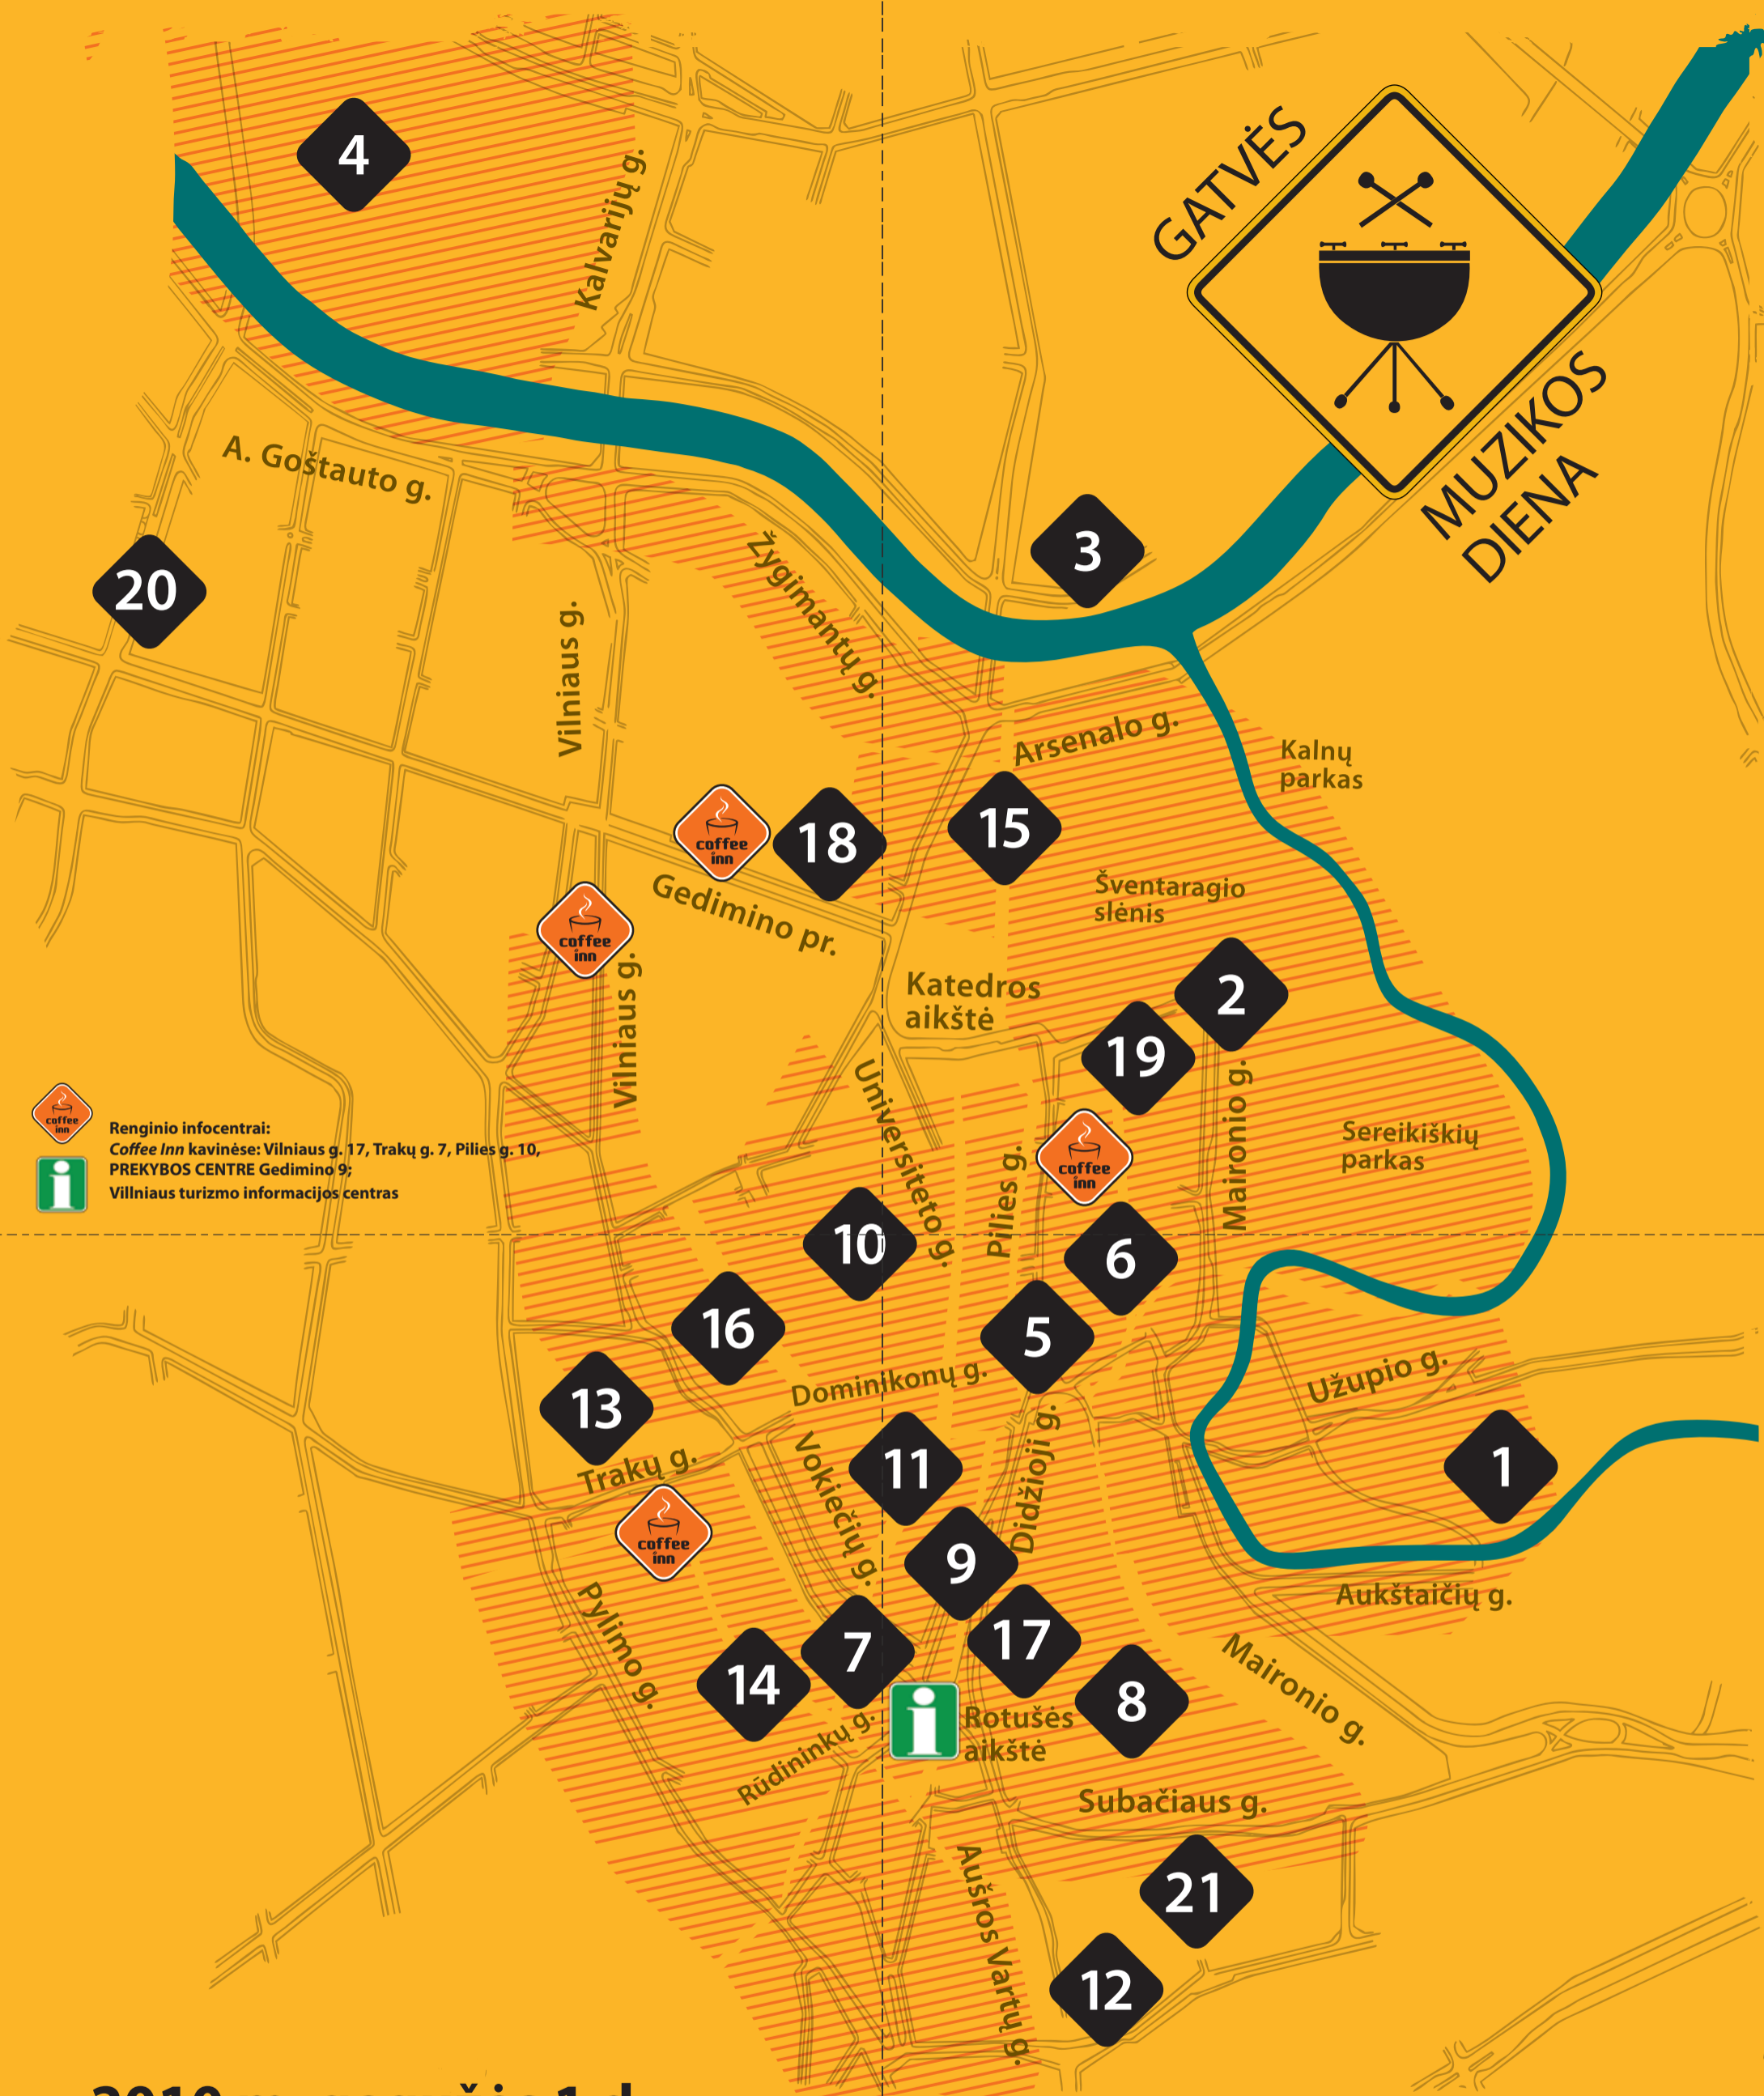 GATVĖS
4
Kalvarijų g.
MUZIKOS
DIENA
A. Goštauto g.
3
20
Žygimantų g.
Vilniaus g.
Arsenalo g.
Kalnų
parkas
coffee
inn
18
15
Gedimino pr.
Šventaragio
slėnis
coffee
inn
Vilniaus g.
Katedros
aikštė
2
19
Universiteto g.
Maironio g.
coffee
inn
Renginio infocentrai:
Coffee Inn kavinėse: Vilniaus g. 17, Trakų g. 7, Pilies g. 10,
PREKYBOS CENTRE Gedimino 9;
i
Villniaus turizmo informacijos centras
Sereikiškių
parkas
Pilies g.
coffee
inn
10
6
16
5
Dominikonų g.
Užupio g.
13
Trakų g.
Vokiečių g.
11
Didžioji g.
1
coffee
inn
9
Aukštaičių g.
Pylimo g.
7
17
14
8
Maironio g.
i
Rotušės
aikštė
Rūdininkų g.
Subačiaus g.
Aušros Vartų g.
21
12